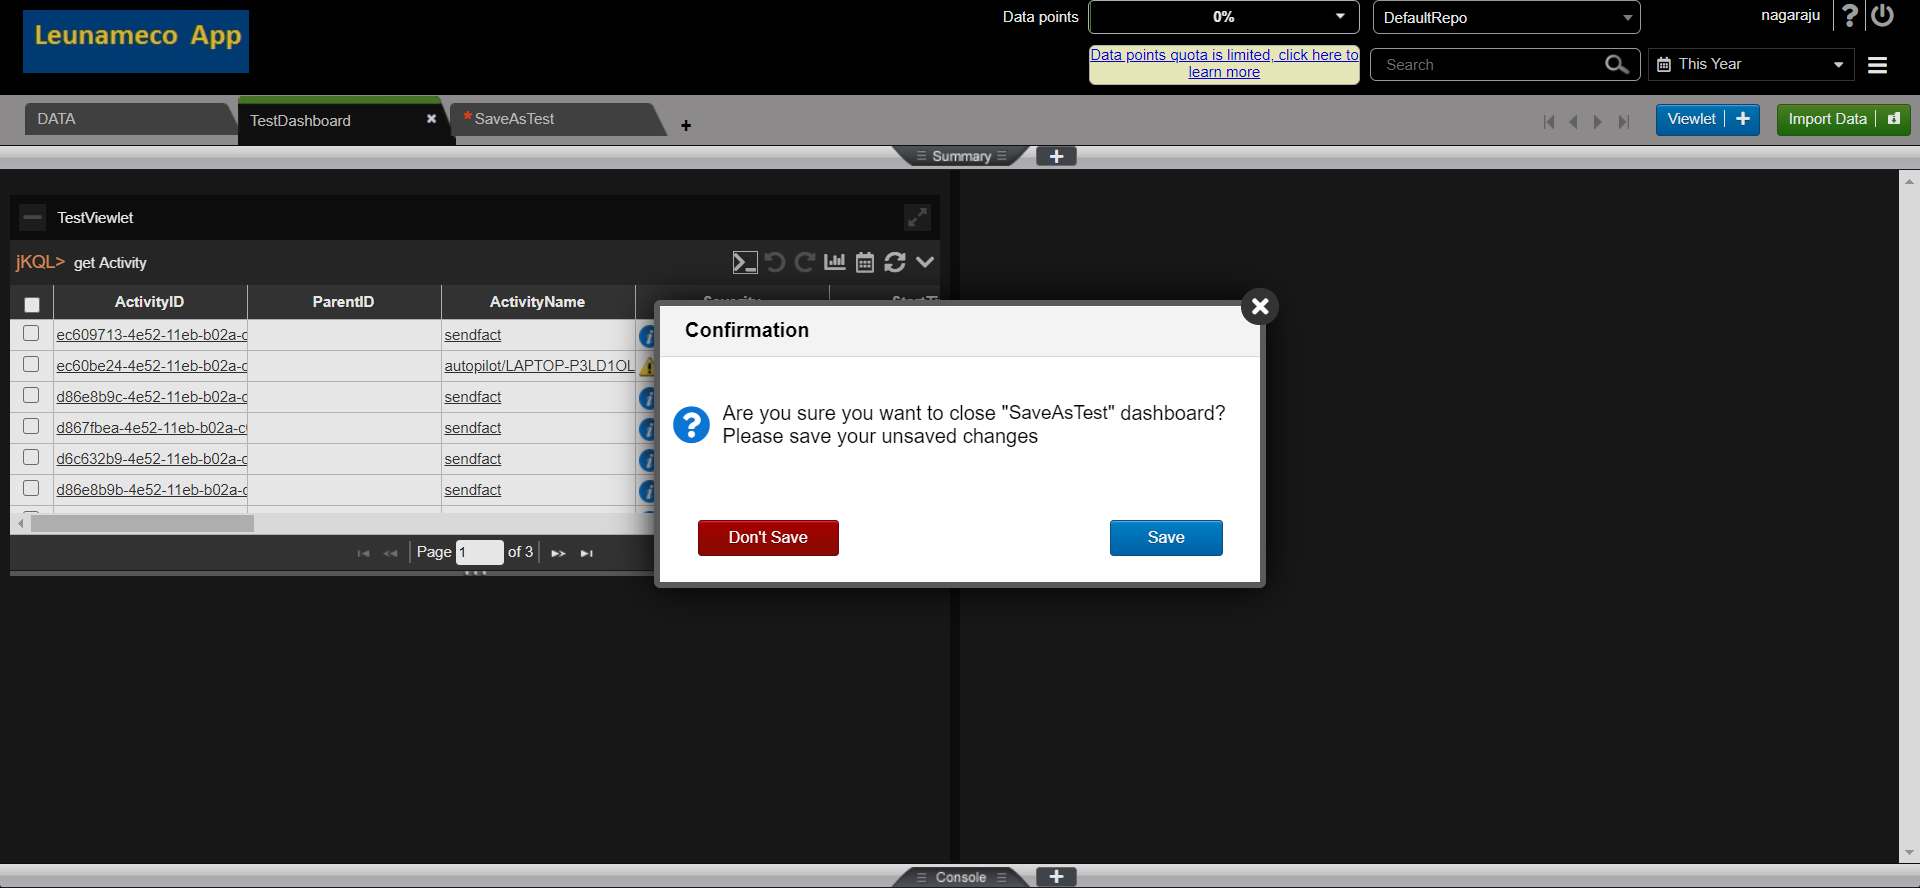 Leunameco App
Data points
0%
DefaultRepo
nagaraju
?
Data points quota is limited, click here to
learn more
Search
This Year
DATA
TestDashboard
* SaveAsTest
+
Viewlet +
Import Data
Summary
+
TestViewlet
jKQL> get Activity
ActivityID ParentID ActivityName
ec609713-4e52-11eb-b02a- sendfact
ec60be24-4e52-11eb-b02a- autopilot/LAPTOP-P3LD1OL
d86e8b9c-4e52-11eb-b02a- sendfact
d867fbea-4e52-11eb-b02a- sendfact
d6c632b9-4e52-11eb-b02a- sendfact
d86e8b9b-4e52-11eb-b02a- sendfact
Page 1 of 3
Confirmation
Are you sure you want to close "SaveAsTest" dashboard?
Please save your unsaved changes
Don't Save
Save
Console
+